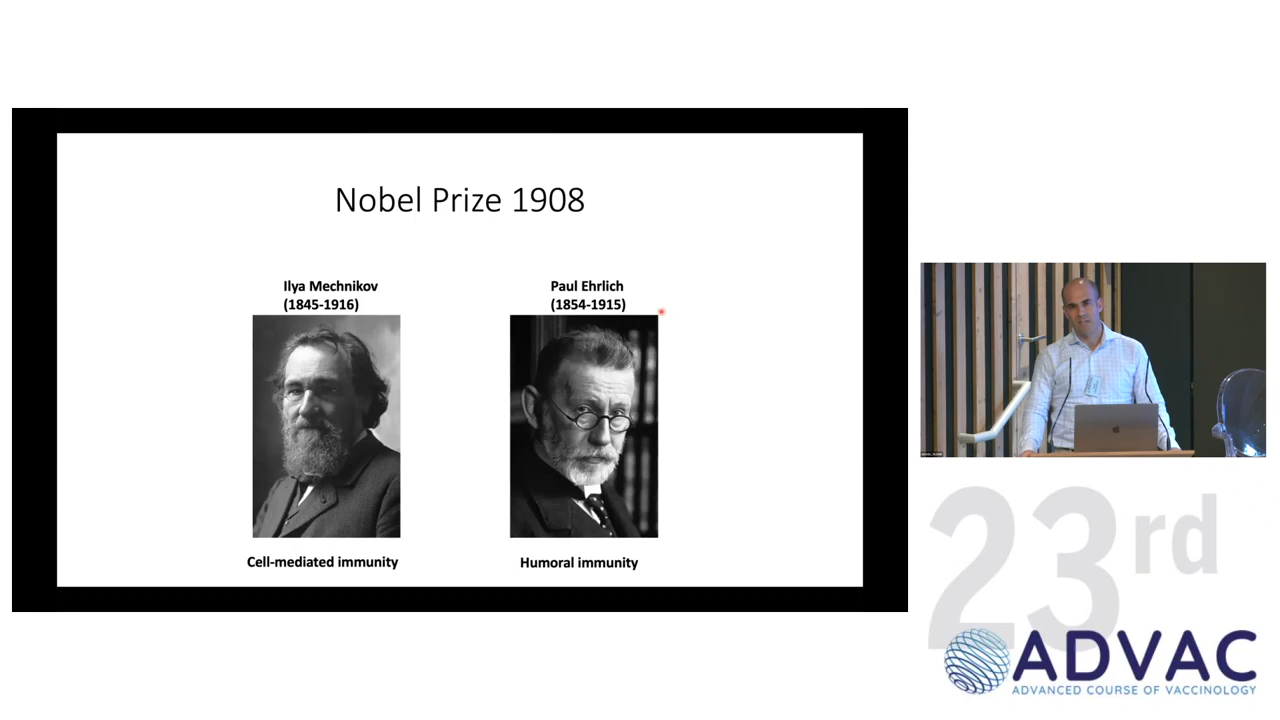 Nobel Prize 1908
Ilya Mechnikov
(1845-1916)
Paul Ehrlich
(1854-1915)
Cell-mediated immunity
Humoral immunity
23rd
ADVAC
ADVANCED COURSE OF VACCINOLOGY